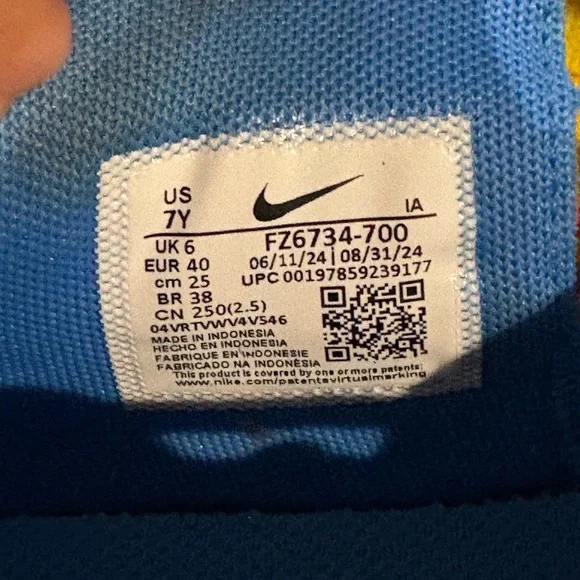 US
7Y
IA
UK 6
EUR 40
cm 25
BR 38
CN 250(2.5)
FZ6734-700
06/11/24 | 08/31/24
UPC 00197859239177
04VRTVWV4V546
MADE IN INDONESIA
HECHO EN INDONESIA
FABRIQUE EN INDONESIE
FABRICADO NA INDONÉSIA
This product is covered by one or more patents:
www.nike.com/patentsvirtualmarking